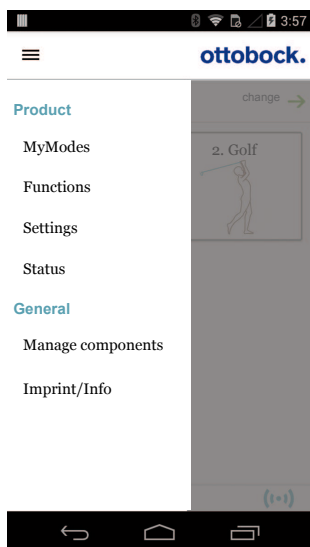 3:57
ottobock.
change
Product
MyModes
2. Golf
Functions
Settings
Status
General
Manage components
Imprint/Info